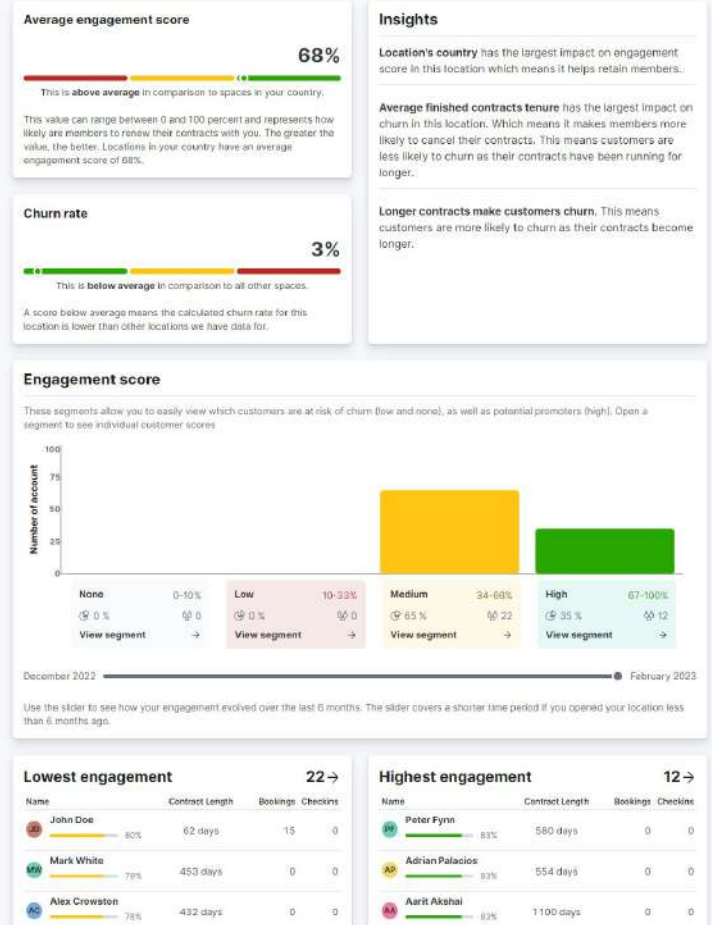 Average engagement score
68%
This is above average in comparison to spaces in your country.
This value can range between 0 and 100 percent and represents how
likely are members to renew their contracts with you. The greater the
value, the better. Locations in your country have an average
engagement score of 68%.
Churn rate
3%
This is below average in comparison to all other spaces.
A score below average means the calculated churn rate for this
location is lower than other locations we have data for.
Insights
Location's country has the largest impact on engagement
score in this location which means it helps retain members.
Average finished contracts tenure has the largest impact on
churn in this location. Which means it makes members more
likely to cancel their contracts. This means customers are
less likely to churn as their contracts have been running for
longer.
Longer contracts make customers churn. This means
customers are more likely to churn as their contracts become
longer.
Engagement score
These segments allow you to easily view which customers are at risk of churn (low and none), as well as potential promoters (high). Open a
segment to see individual customer scores
Number of account
100
75
50
25
0
None 0-10%
0 % 0
View segment →
Low 10-33%
0 % 0
View segment →
Medium 34-66%
65 % 22
View segment →
High 67-100%
35 % 12
View segment →
December 2022 February 2023
Use the slider to see how your engagement evolved over the last 6 months. The slider covers a shorter time period if you opened your location less
than 6 months ago.
Lowest engagement 22→
Name Contract Length Bookings Checkins
JD John Doe 80% 62 days 15 0
MW Mark White 79% 453 days 0 0
AC Alex Crowston 78% 432 days 0 0
Highest engagement 12→
Name Contract Length Bookings Checkins
PF Peter Fynn 83% 580 days 0 0
AP Adrian Palacios 83% 554 days 0 0
AA Aarit Akshai 83% 1100 days 0 0